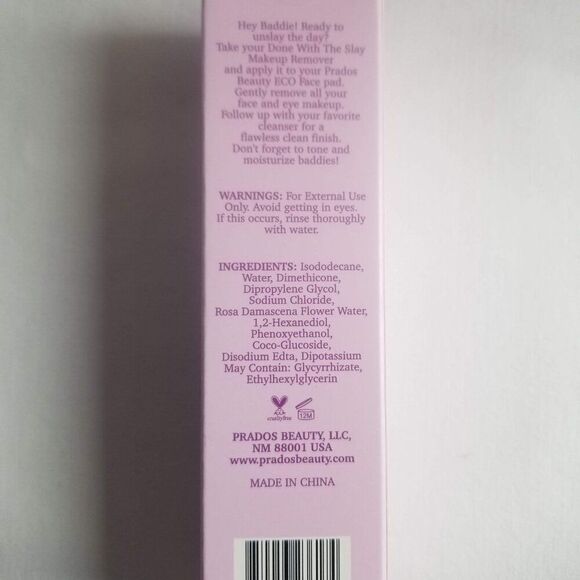 Hey Baddie! Ready to
unslay the day?
Take your Done With The Slay
Makeup Remover
and apply it to your Prados
Beauty ECO Face pad.
Gently remove all your
face and eye makeup.
Follow up with your favorite
cleanser for a
flawless clean finish.
Don't forget to tone and
moisturize baddies!
WARNINGS: For External Use
Only. Avoid getting in eyes.
If this occurs, rinse thoroughly
with water.
INGREDIENTS: Isododecane,
Water, Dimethicone,
Dipropylene Glycol,
Sodium Chloride,
Rosa Damascena Flower Water,
1,2-Hexanediol,
Phenoxyethanol,
Coco-Glucoside,
Disodium Edta, Dipotassium
May Contain: Glycyrrhizate,
Ethylhexylglycerin
crueltyfree
12M
PRADOS BEAUTY, LLC,
NM 88001 USA
www.pradosbeauty.com
MADE IN CHINA